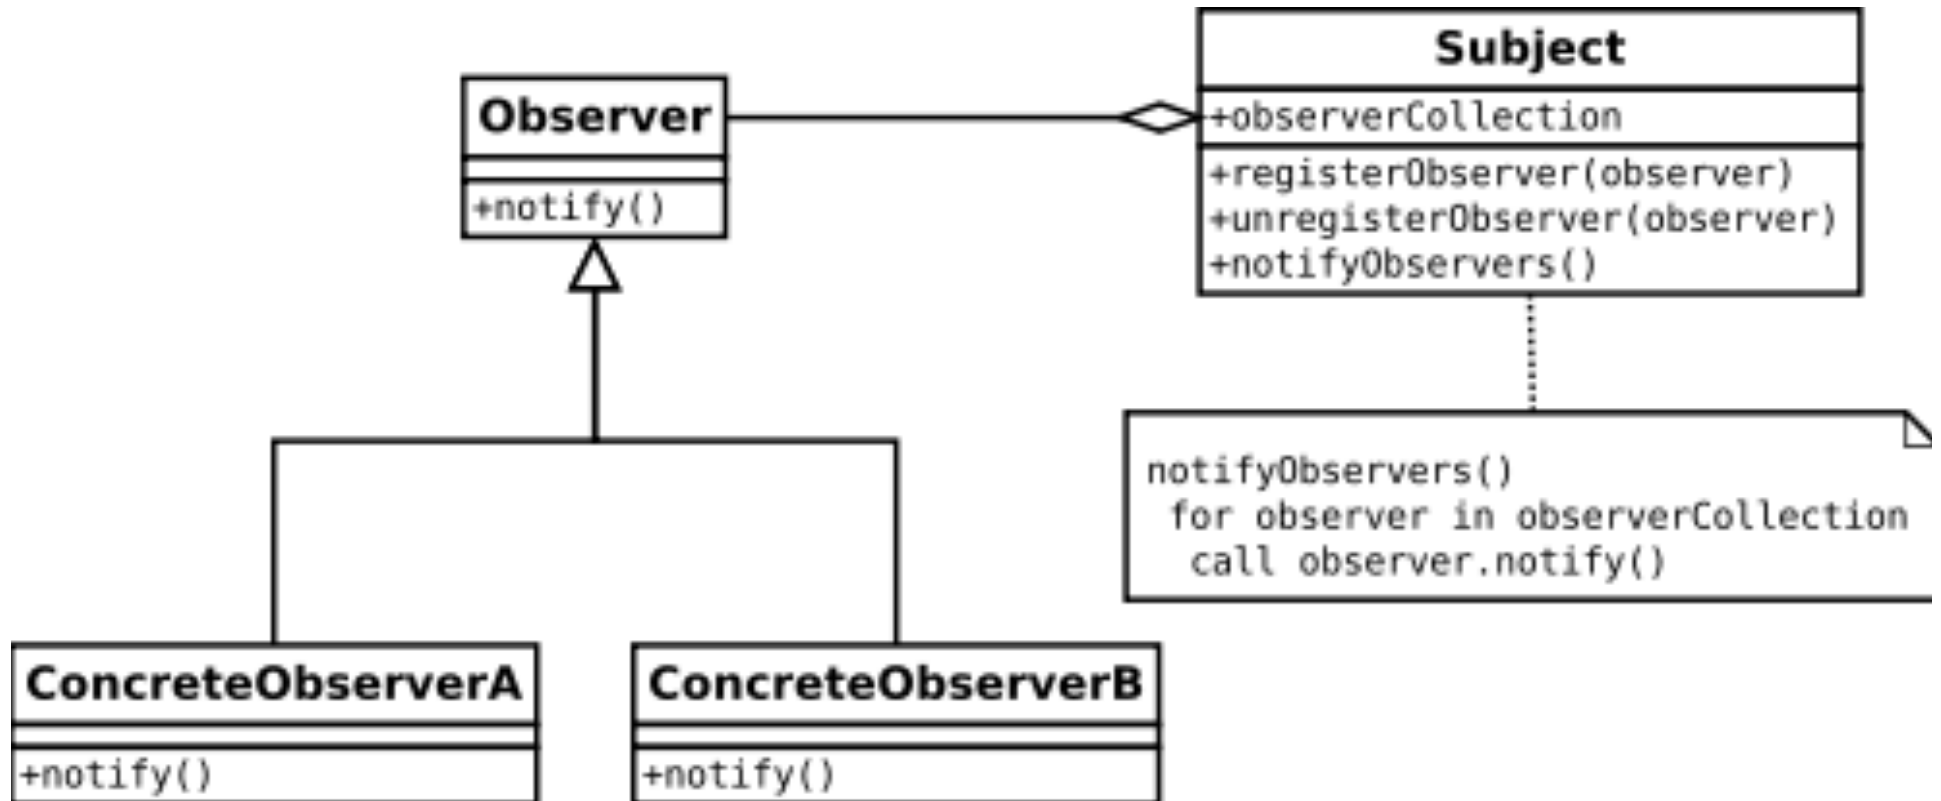 Subject
+observerCollection
+registerObserver(observer)
+unregisterObserver(observer)
+notifyObservers()
Observer
+notify()
notifyObservers()
for observer in observerCollection
call observer.notify()
ConcreteObserverA
+notify()
ConcreteObserverB
+notify()